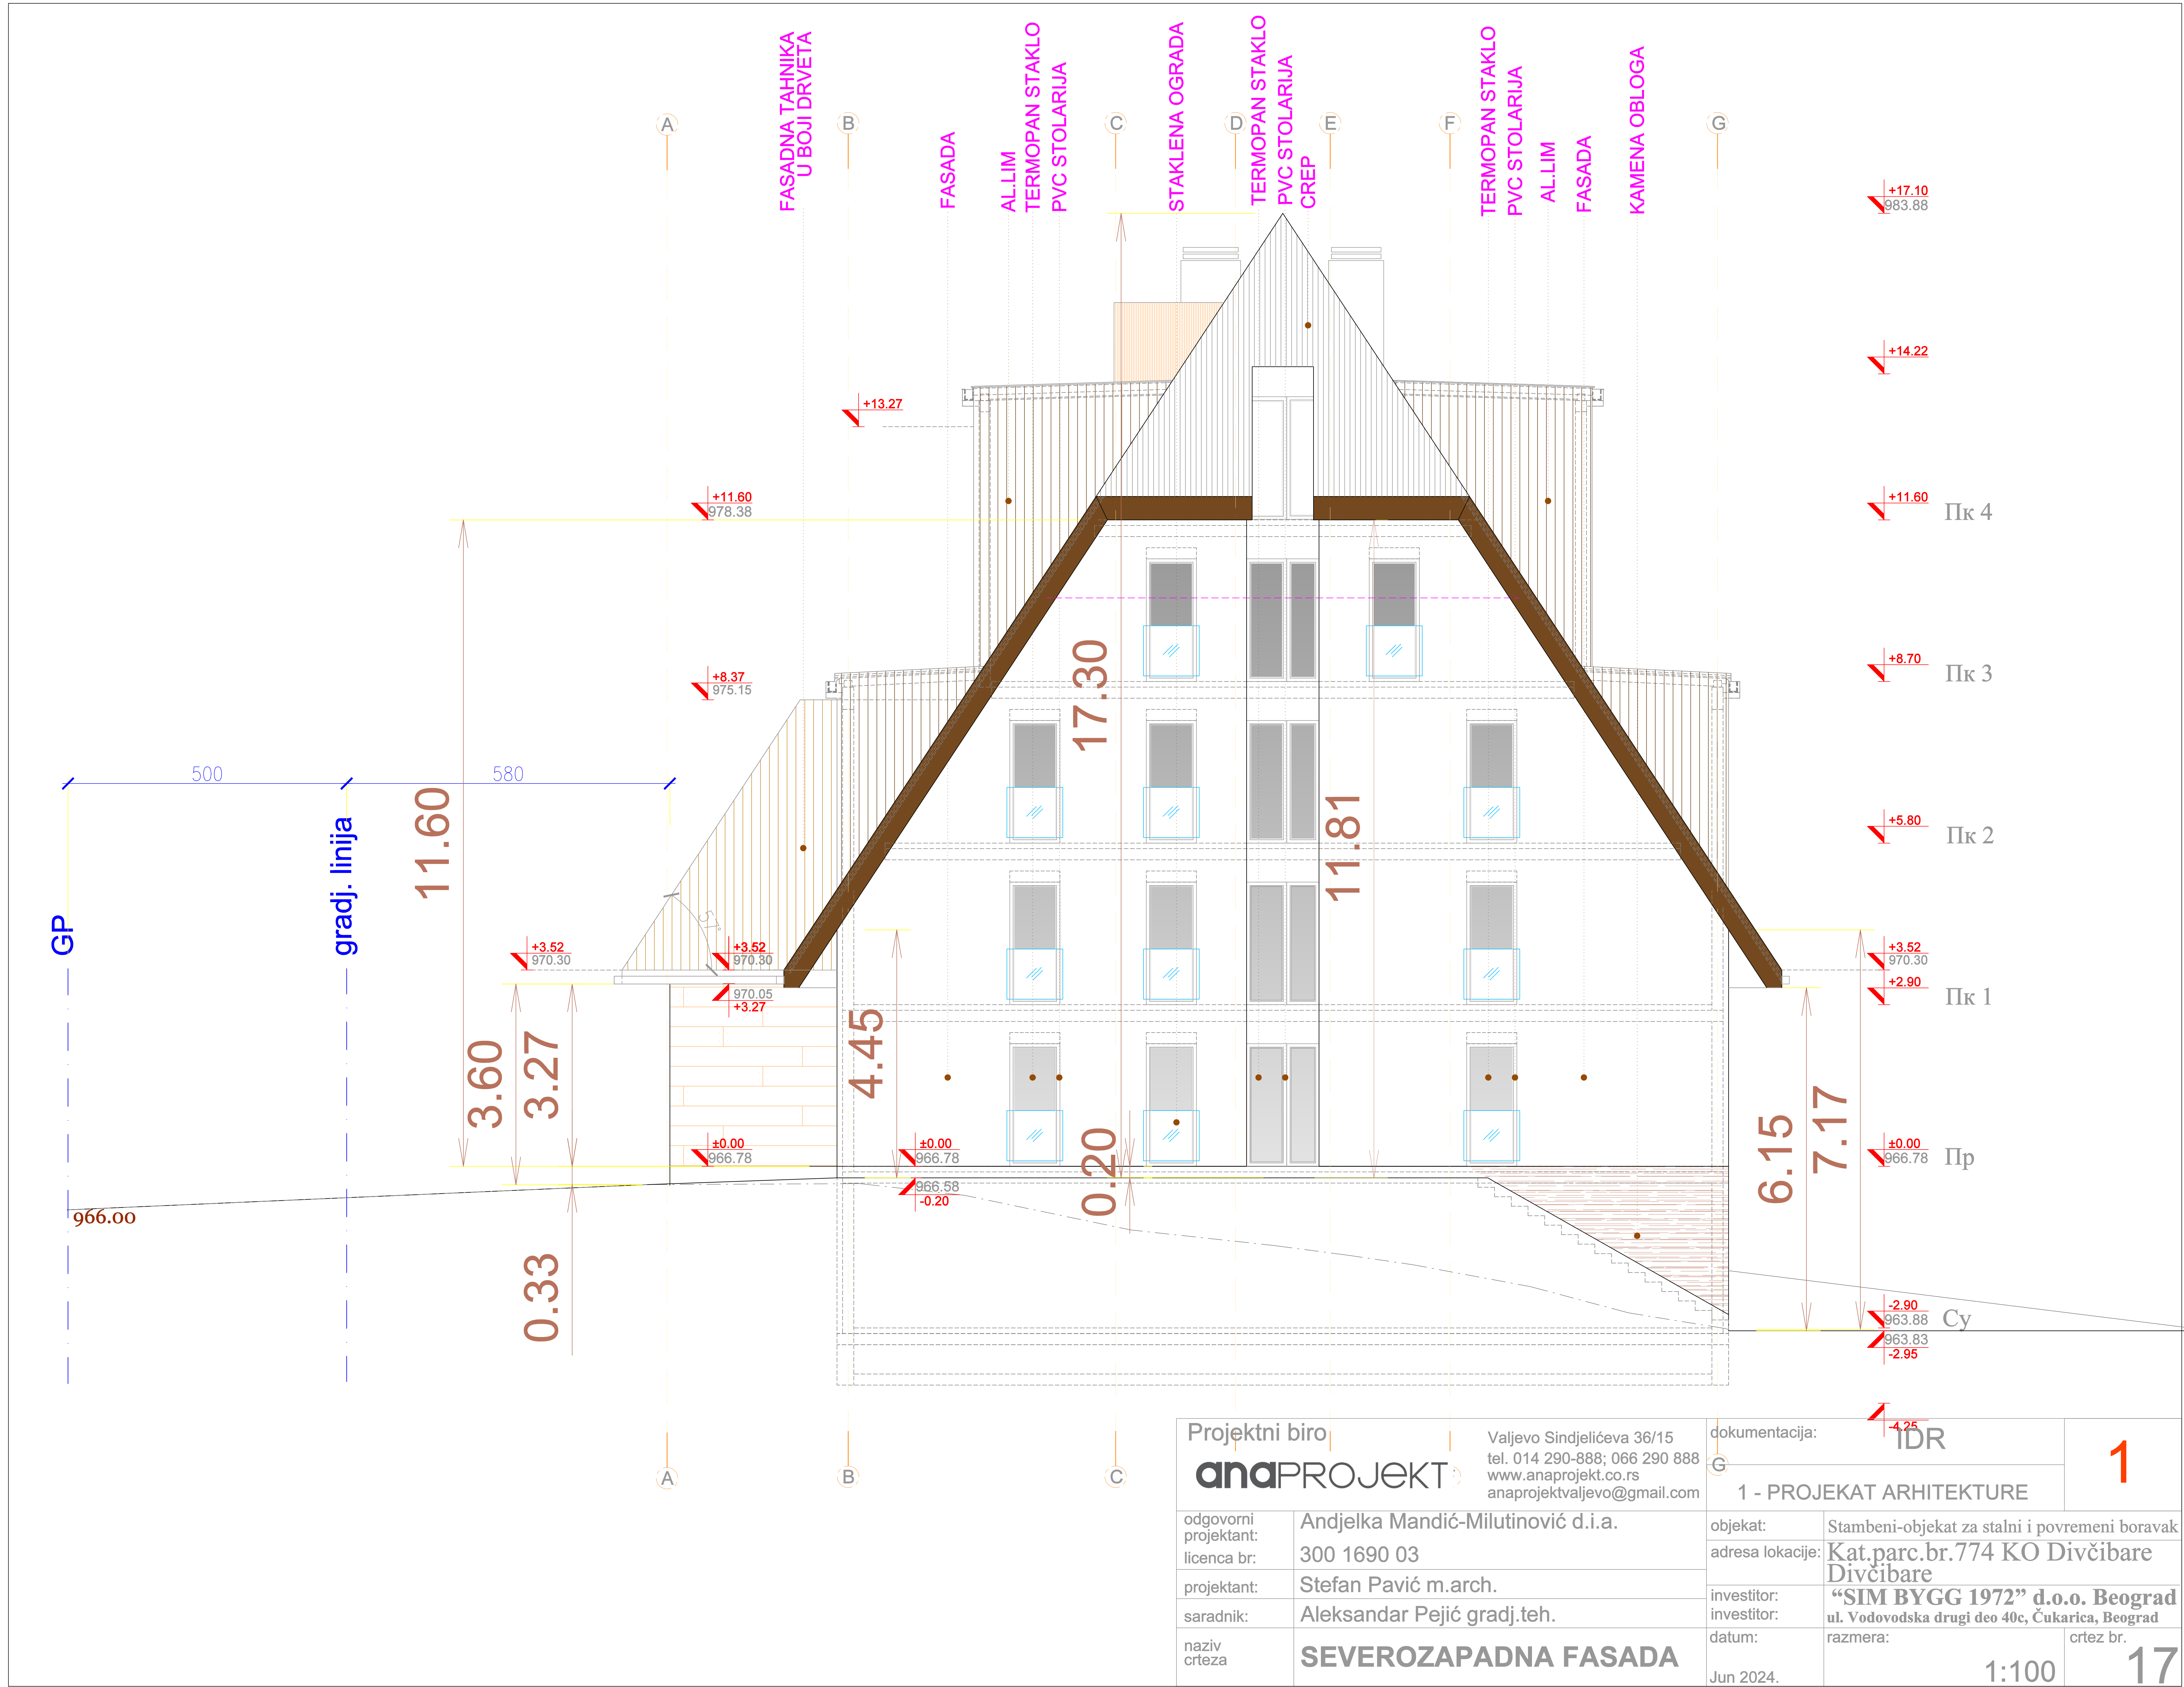 FASADNA TAHNIKA
U BOJI DRVETA
FASADA
AL.LIM
TERMOPAN STAKLO
PVC STOLARIJA
STAKLENA OGRADA
TERMOPAN STAKLO
PVC STOLARIJA
CREP
TERMOPAN STAKLO
PVC STOLARIJA
AL.LIM
FASADA
KAMENA OBLOGA
A
B
C
D
E
F
G
+17.10
983.88
+14.22
+13.27
+11.60
978.38
+11.60
Пк 4
17.30
+8.37
975.15
+8.70
Пк 3
500
580
11.60
11.81
+5.80
Пк 2
GP
gradj. linija
57°
+3.52
970.30
+3.52
970.30
970.05
+3.27
+3.52
970.30
+2.90
Пк 1
3.60
3.27
4.45
0.20
6.15
7.17
±0.00
966.78
±0.00
966.78
966.58
-0.20
±0.00
966.78
Пр
966.00
0.33
-2.90
963.88
Су
963.83
-2.95
-4.25
A
B
C
G
Projektni biro
anaPROJEKT
Valjevo Sindjelićeva 36/15
tel. 014 290-888; 066 290 888
www.anaprojekt.co.rs
anaprojektvaljevo@gmail.com
dokumentacija:
IDR
1 - PROJEKAT ARHITEKTURE
1
odgovorni
projektant:
Andjelka Mandić-Milutinović d.i.a.
licenca br:
300 1690 03
projektant:
Stefan Pavić m.arch.
saradnik:
Aleksandar Pejić gradj.teh.
naziv
crteza
SEVEROZAPADNA FASADA
objekat:
Stambeni-objekat za stalni i povremeni boravak
adresa lokacije:
Kat.parc.br.774 KO Divčibare
Divčibare
investitor:
“SIM BYGG 1972” d.o.o. Beograd
investitor:
ul. Vodovodska drugi deo 40c, Čukarica, Beograd
datum:
Jun 2024.
razmera:
1:100
crtez br.
17